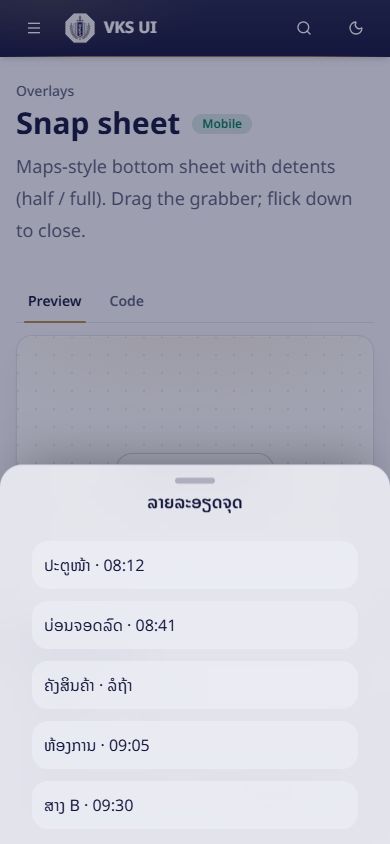 VKS UI
Overlays
Snap sheet
Mobile
Maps-style bottom sheet with detents
(half / full). Drag the grabber; flick down
to close.
Preview
Code
ລາຍລະອຽດຈຸດ
ປະຕູໜ້າ · 08:12
ບ່ອນຈອດລົດ · 08:41
ຄັງສິນຄ້າ · ລໍຖ້າ
ຫ້ອງການ · 09:05
ສາງ B · 09:30